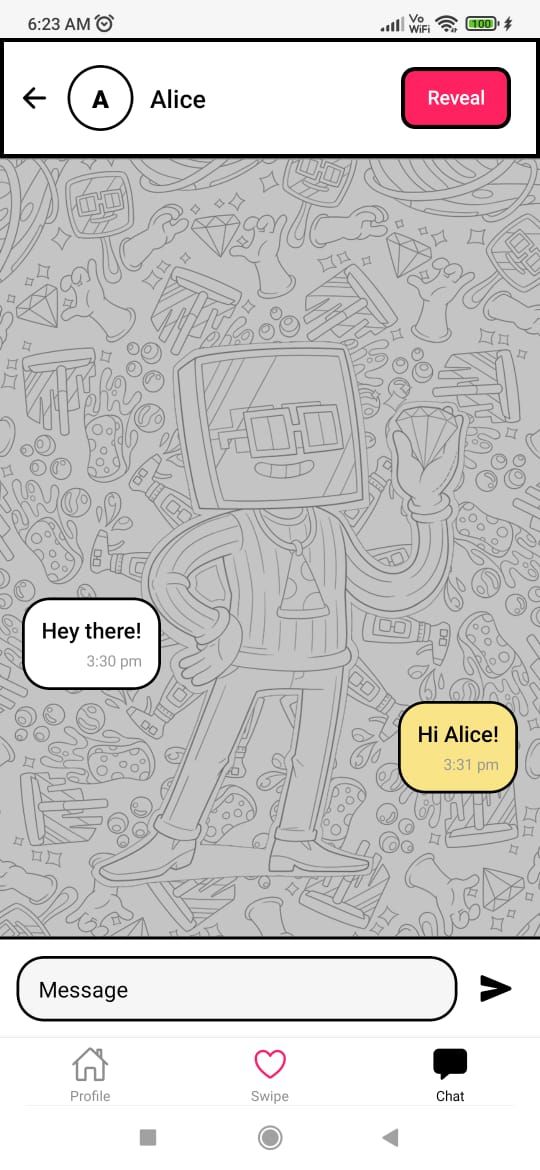 6:23 AM
Vo
WiFi
100
A
Alice
Reveal
Hey there!
3:30 pm
Hi Alice!
3:31 pm
Message
Profile
Swipe
Chat